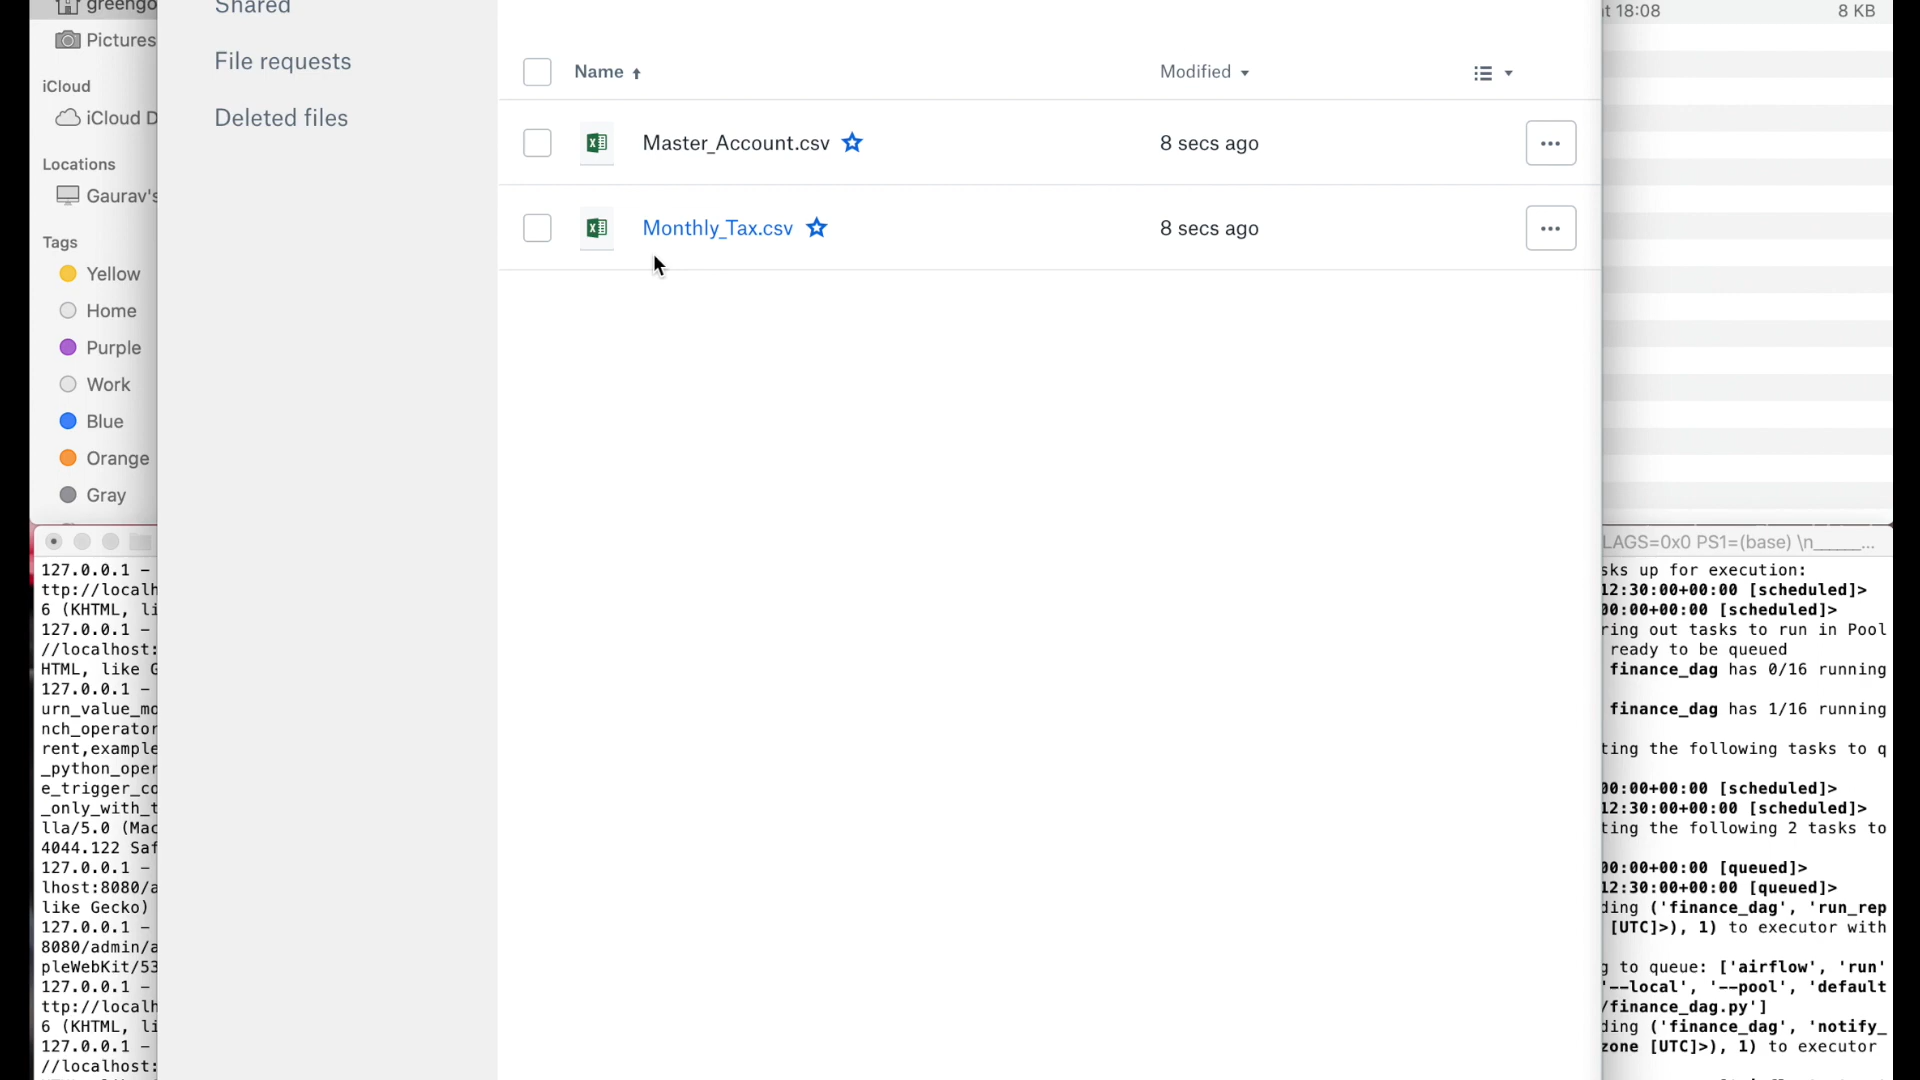 greengo
Pictures
iCloud
iCloud D
Locations
Gaurav's
Tags
Yellow
Home
Purple
Work
Blue
Orange
Gray
Shared
File requests
Deleted files
Name
Modified
Master_Account.csv
8 secs ago
Monthly_Tax.csv
8 secs ago
t 18:08
8 KB
127.0.0.1 –
ttp://localh
6 (KHTML, li
127.0.0.1 –
//localhost:
HTML, like G
127.0.0.1 –
urn_value_mo
nch_operator
rent,example
_python_oper
e_trigger_co
_only_with_t
lla/5.0 (Mac
4044.122 Saf
127.0.0.1 –
lhost:8080/a
like Gecko)
127.0.0.1 –
8080/admin/a
pleWebKit/53
127.0.0.1 –
ttp://localh
6 (KHTML, li
127.0.0.1 –
//localhost:
LAGS=0x0 PS1=(base) \n______...
sks up for execution:
12:30:00+00:00 [scheduled]>
00:00+00:00 [scheduled]>
ring out tasks to run in Pool
ready to be queued
finance_dag has 0/16 running
finance_dag has 1/16 running
ting the following tasks to q
00:00+00:00 [scheduled]>
12:30:00+00:00 [scheduled]>
ting the following 2 tasks to
00:00+00:00 [queued]>
12:30:00+00:00 [queued]>
ding ('finance_dag', 'run_rep
[UTC]>), 1) to executor with
g to queue: ['airflow', 'run'
'--local', '--pool', 'default
/finance_dag.py']
ding ('finance_dag', 'notify_
zone [UTC]>), 1) to executor